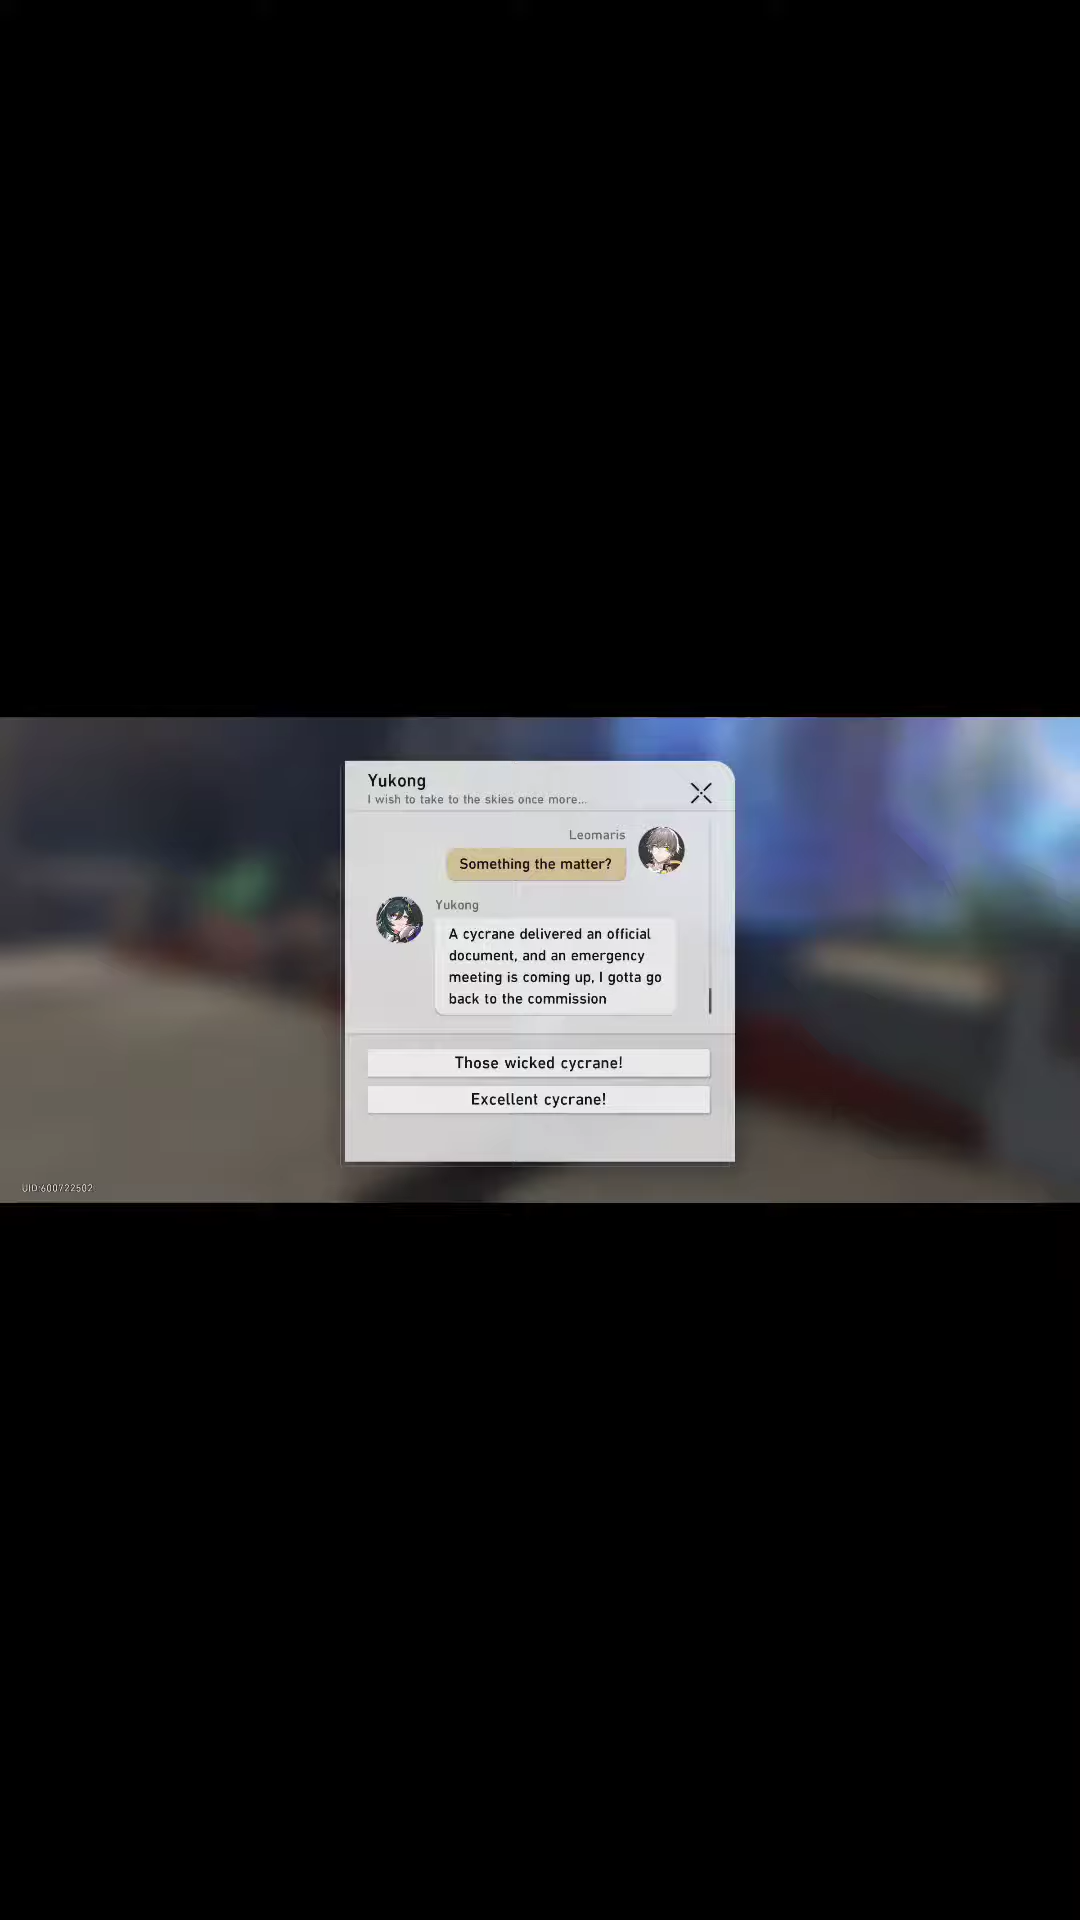 Yukong
I wish to take to the skies once more...
Leomaris
Something the matter?
Yukong
A cycrane delivered an official
document, and an emergency
meeting is coming up, I gotta go
back to the commission
Those wicked cycrane!
Excellent cycrane!
UID:600722502